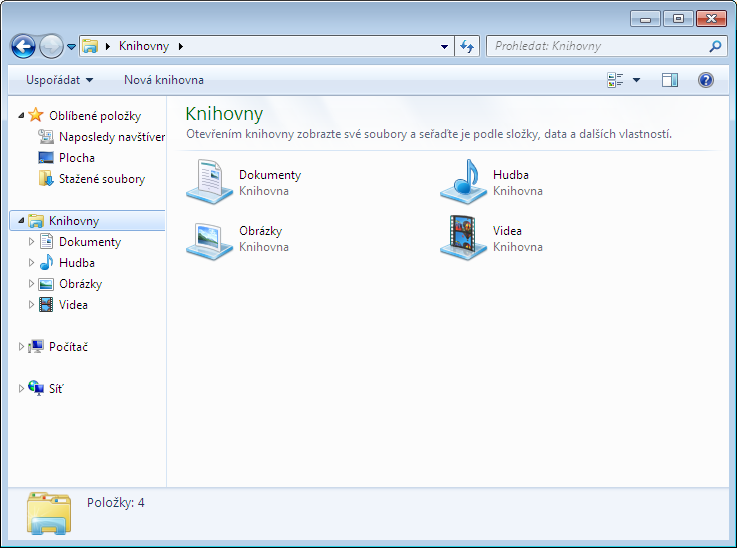 Knihovny
Prohledat: Knihovny
Uspořádat
Nová knihovna
Oblíbené položky
Naposledy navštíven
Plocha
Stažené soubory
Knihovny
Dokumenty
Hudba
Obrázky
Videa
Počítač
Síť
Knihovny
Otevřením knihovny zobrazte své soubory a seřaďte je podle složky, data a dalších vlastností.
Dokumenty
Knihovna
Hudba
Knihovna
Obrázky
Knihovna
Videa
Knihovna
Položky: 4